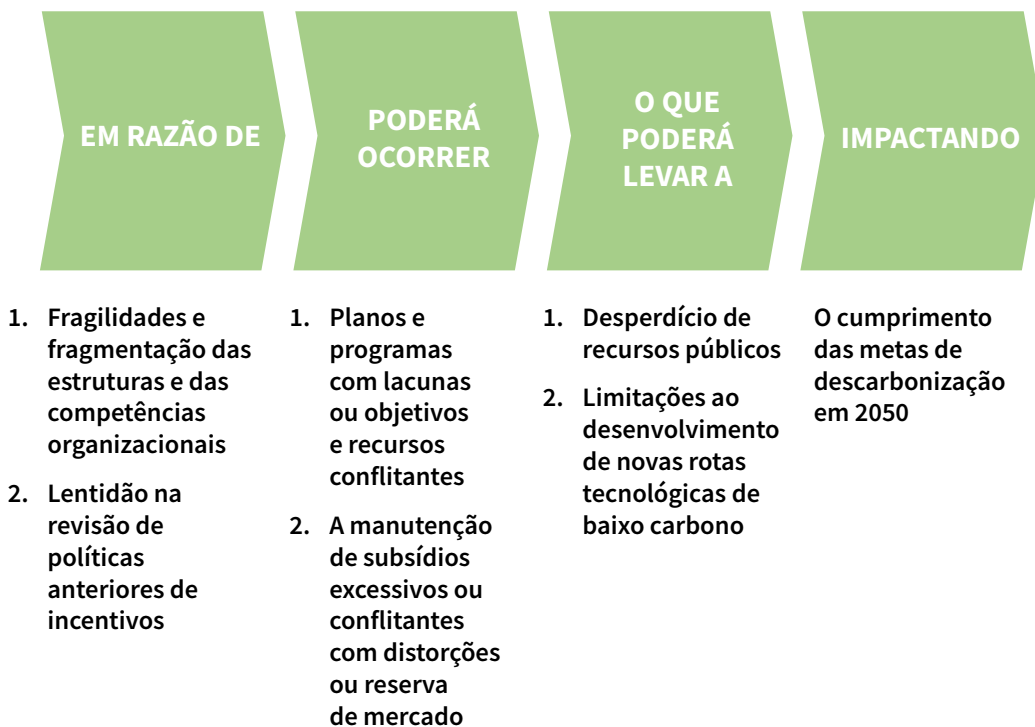 EM RAZÃO DE
PODERÁ
OCORRER
O QUE
PODERÁ
LEVAR A
IMPACTANDO
1. Fragilidades e
fragmentação das
estruturas e das
competências
organizacionais
2. Lentidão na
revisão de
políticas
anteriores de
incentivos
1. Planos e
programas
com lacunas
ou objetivos
e recursos
conflitantes
2. A manutenção
de subsídios
excessivos ou
conflitantes
com distorções
ou reserva
de mercado
1. Desperdício de
recursos públicos
2. Limitações ao
desenvolvimento
de novas rotas
tecnológicas de
baixo carbono
O cumprimento
das metas de
descarbonização
em 2050